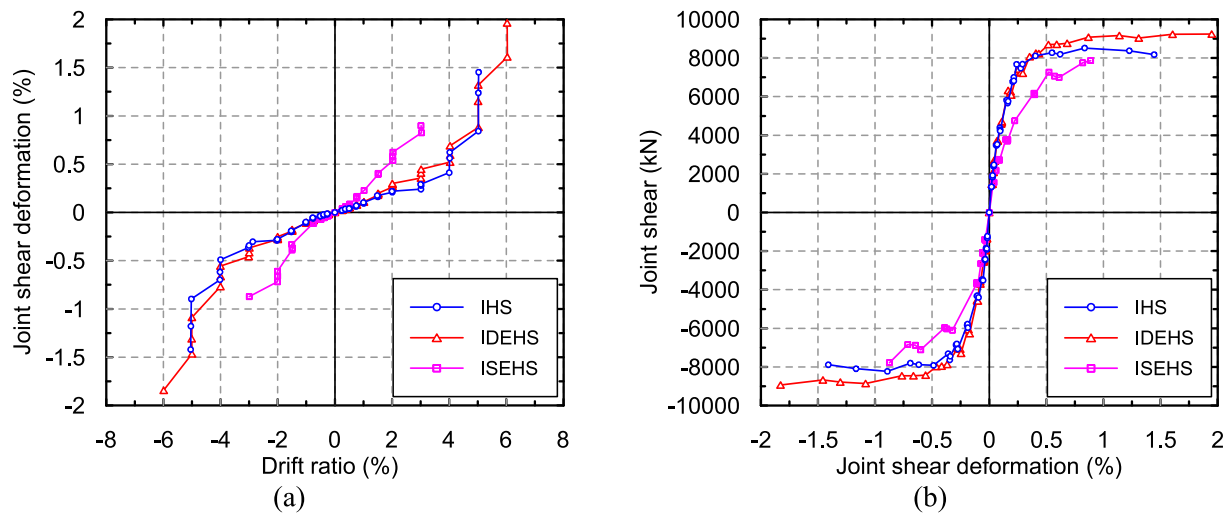 2
1.5
1
0.5
0
-0.5
-1
-1.5
-2
Joint shear deformation (%)
IHS
IDEHS
ISEHS
-8 -6 -4 -2 0 2 4 6 8
Drift ratio (%)
(a)
10000
8000
6000
4000
2000
0
-2000
-4000
-6000
-8000
-10000
Joint shear (kN)
IHS
IDEHS
ISEHS
-2 -1.5 -1 -0.5 0 0.5 1 1.5 2
Joint shear deformation (%)
(b)